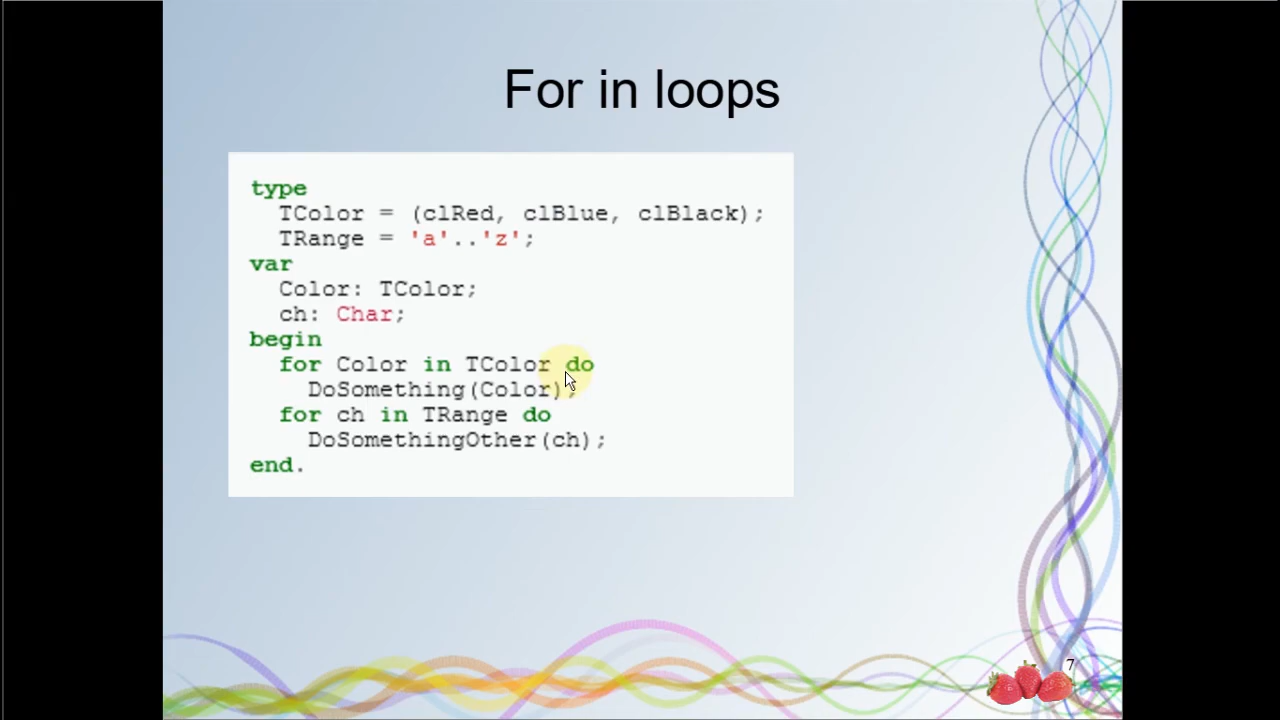 For in loops
type
TColor = (clRed, clBlue, clBlack);
TRange = 'a'..'z';
var
Color: TColor;
ch: Char;
begin
for Color in TColor do
DoSomething(Color);
for ch in TRange do
DoSomethingOther(ch);
end.
7